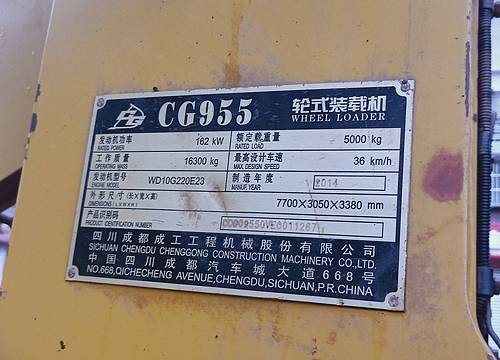 CG CG955 轮式装载机
WHEEL LOADER
发动机功率 162 kW 额定载重量 5000 kg
RATED POWER RATED LOAD
工作质量 16300 kg 最高设计车速 36 km/h
OPERATING MASS MAX DESIGN SPEED
发动机型号 WD10G220E23 制造年度 2014
ENGINE MODEL MANUF.YEAR
外形尺寸(长×宽×高) 7700×3050×3380 mm
DIMENSIONS(LXWXH)
产品识别码
PRODUCT IDENTIFICATION NUMBER
四川成都成工工程机械股份有限公司
SICHUAN CHENGDU CHENGGONG CONSTRUCTION MACHINERY CO.,LTD.
中国四川成都汽车城大道668号
NO.668,QICHECHENG AVENUE,CHENGDU,SICHUAN,P.R.CHINA